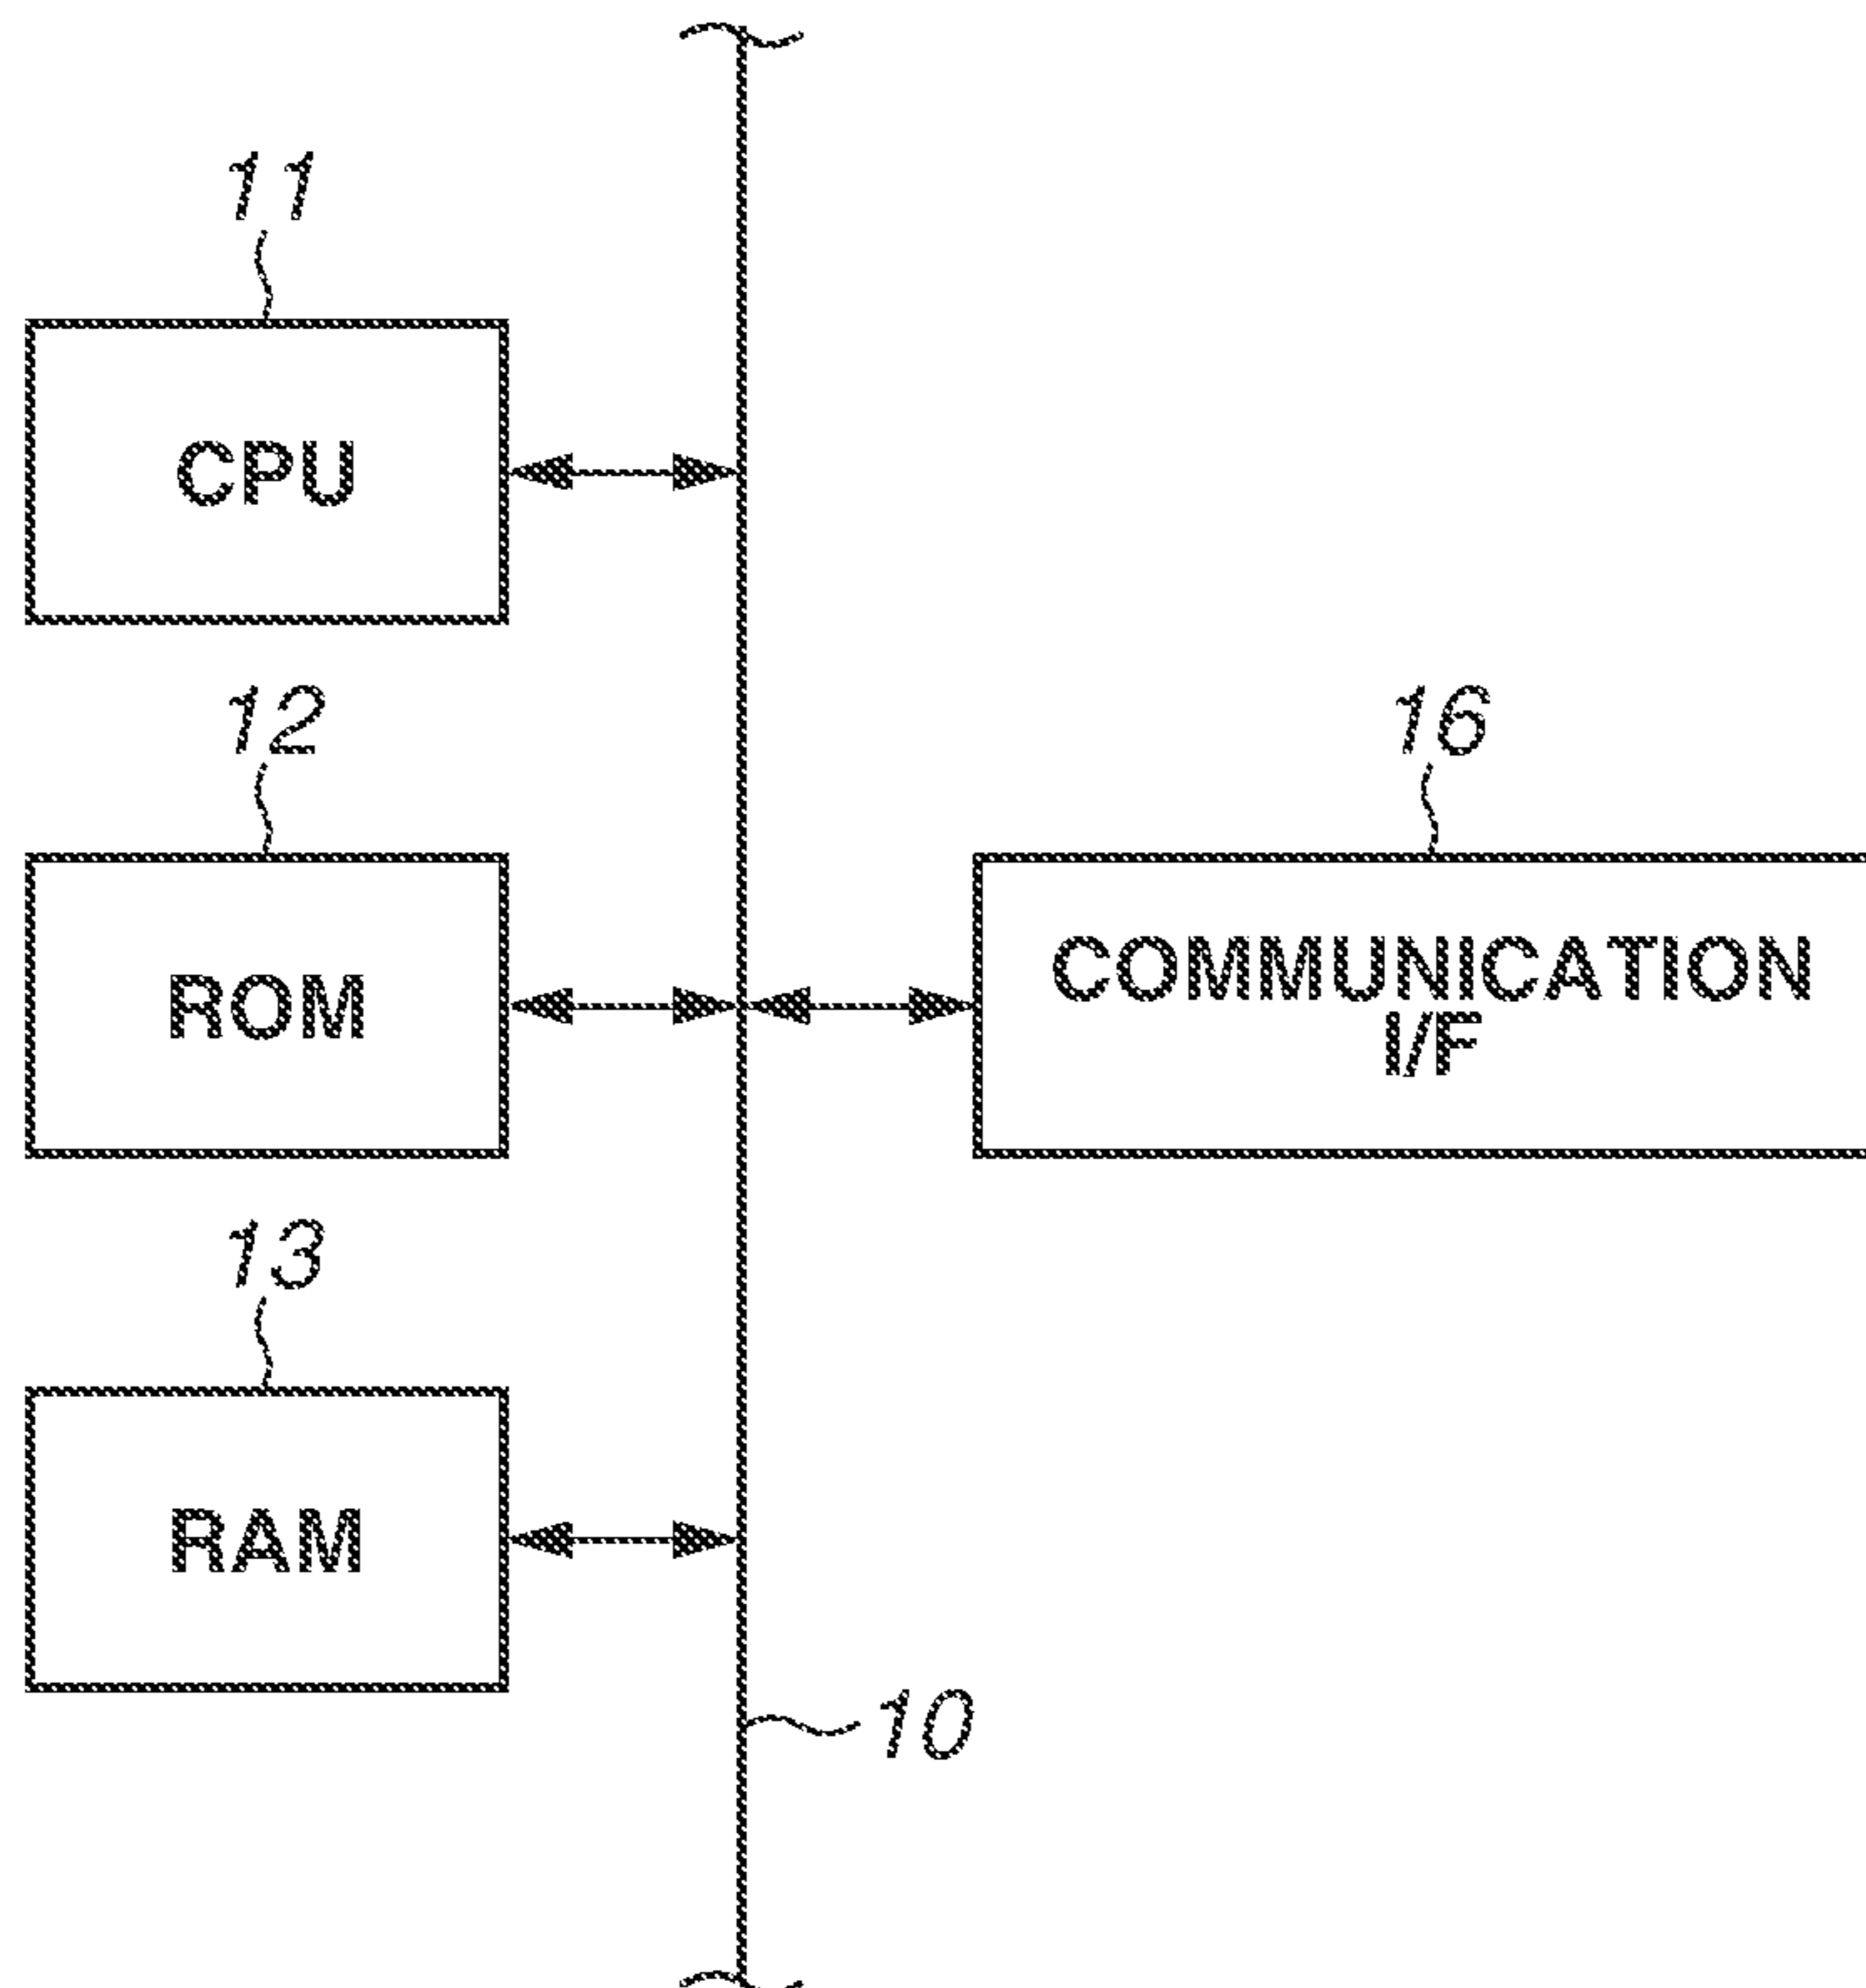 11
CPU
12
ROM
16
COMMUNICATION
I/F
13
RAM
10